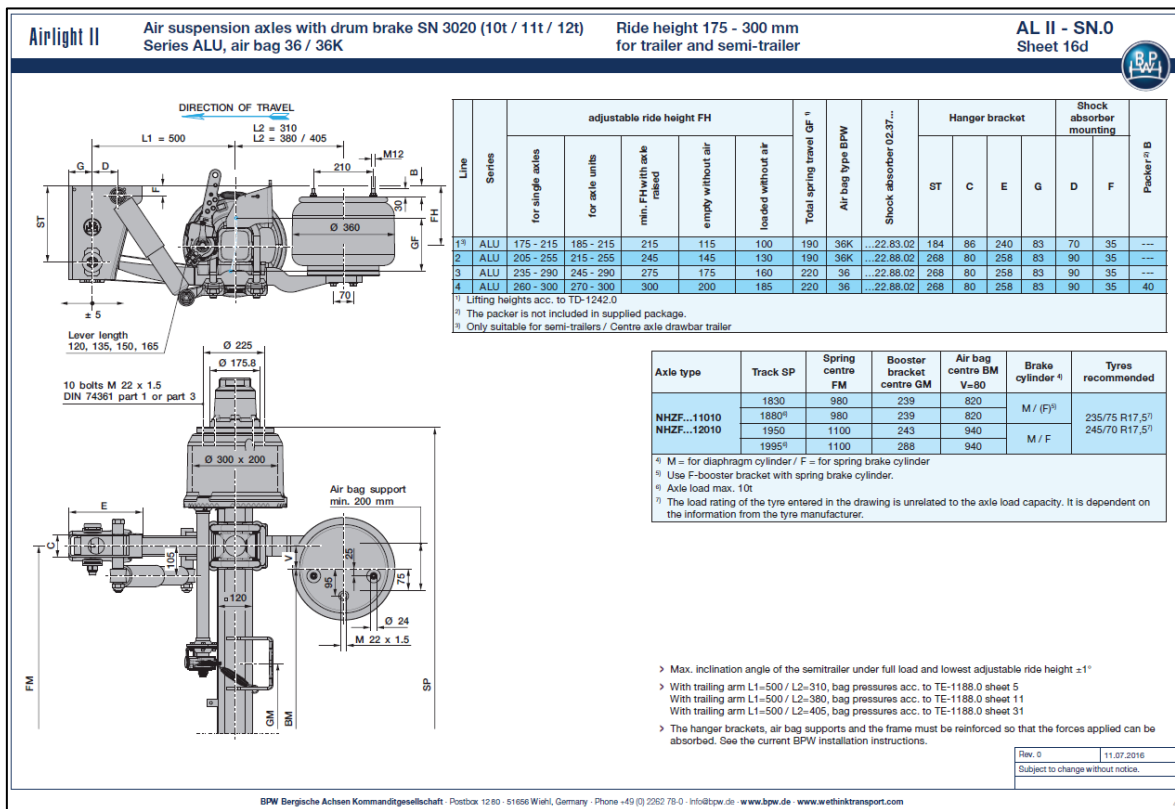 Airlight II
Air suspension axles with drum brake SN 3020 (10t / 11t / 12t)
Series ALU, air bag 36 / 36K
Ride height 175 - 300 mm
for trailer and semi-trailer
AL II - SN.0
Sheet 16d
BPW
DIRECTION OF TRAVEL
L1 = 500
L2 = 310
L2 = 380 / 405
M12
210
G
D
F
B
30
ST
FH
GF
Ø 360
70
± 5
Lever length
120, 135, 150, 165
Line
Series
adjustable ride height FH
for single axles
for axle units
min. FH with axle raised
empty without air
loaded without air
Total spring travel GF 1)
Air bag type BPW
Shock absorber 02.37...
Hanger bracket
Shock absorber mounting
Packer 2) B
ST C E G D F
1 3) ALU 175 - 215 185 - 215 215 115 100 190 36K ...22.83.02 184 86 240 83 70 35 ---
2 ALU 205 - 255 215 - 255 245 145 130 190 36K ...22.88.02 268 80 258 83 90 35 ---
3 ALU 235 - 290 245 - 290 275 175 160 220 36 ...22.88.02 268 80 258 83 90 35 ---
4 ALU 260 - 300 270 - 300 300 200 185 220 36 ...22.88.02 268 80 258 83 90 35 40
1) Lifting heights acc. to TD-1242.0
2) The packer is not included in supplied package.
3) Only suitable for semi-trailers / Centre axle drawbar trailer
Ø 225
Ø 175.8
10 bolts M 22 x 1.5
DIN 74361 part 1 or part 3
Ø 300 x 200
Air bag support
min. 200 mm
E
C
105
V
25
95
75
□120
Ø 24
M 22 x 1.5
FM
GM
BM
SP
Axle type
Track SP
Spring centre FM
Booster bracket centre GM
Air bag centre BM V=80
Brake cylinder 4)
Tyres recommended
NHZF...11010
NHZF...12010
1830 980 239 820
1880 6) 980 239 820
M / (F) 5)
1950 1100 243 940
1995 6) 1100 288 940
M / F
235/75 R17,5 7)
245/70 R17,5 7)
4) M = for diaphragm cylinder / F = for spring brake cylinder
5) Use F-booster bracket with spring brake cylinder.
6) Axle load max. 10t
7) The load rating of the tyre entered in the drawing is unrelated to the axle load capacity. It is dependent on
the information from the tyre manufacturer.
› Max. inclination angle of the semitrailer under full load and lowest adjustable ride height ±1°
› With trailing arm L1=500 / L2=310, bag pressures acc. to TE-1188.0 sheet 5
With trailing arm L1=500 / L2=380, bag pressures acc. to TE-1188.0 sheet 11
With trailing arm L1=500 / L2=405, bag pressures acc. to TE-1188.0 sheet 31
› The hanger brackets, air bag supports and the frame must be reinforced so that the forces applied can be
absorbed. See the current BPW installation instructions.
Rev. 0 11.07.2016
Subject to change without notice.
BPW Bergische Achsen Kommanditgesellschaft · Postbox 12 80 · 51656 Wiehl, Germany · Phone +49 (0) 2262 78-0 · info@bpw.de · www.bpw.de · www.wethinktransport.com